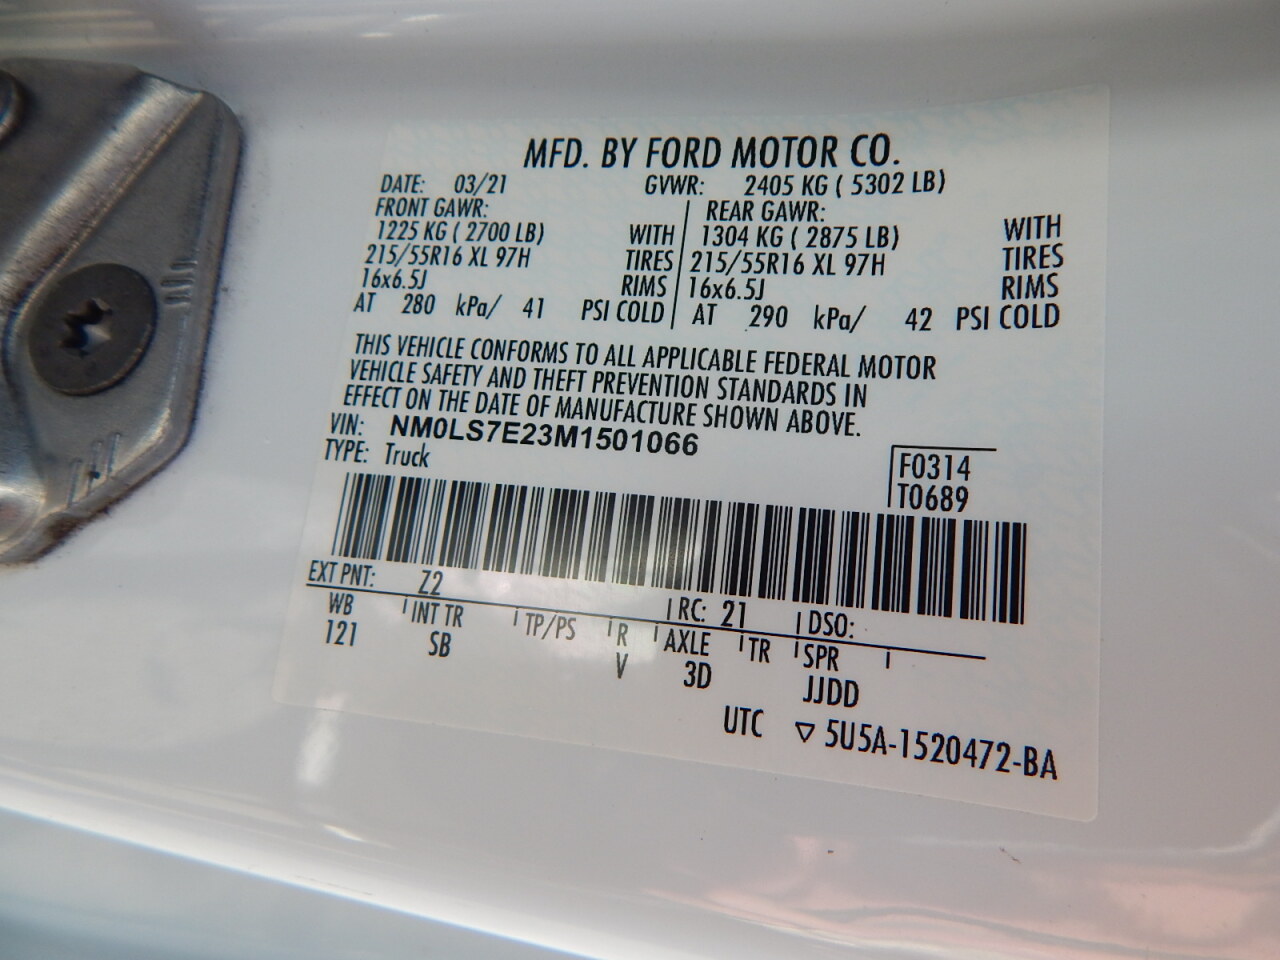 MFD. BY FORD MOTOR CO.
DATE: 03/21 GVWR: 2405 KG ( 5302 LB)
FRONT GAWR: REAR GAWR:
1225 KG ( 2700 LB) WITH 1304 KG ( 2875 LB) WITH
215/55R16 XL 97H TIRES 215/55R16 XL 97H TIRES
16x6.5J RIMS 16x6.5J RIMS
AT 280 kPa/ 41 PSI COLD AT 290 kPa/ 42 PSI COLD
THIS VEHICLE CONFORMS TO ALL APPLICABLE FEDERAL MOTOR
VEHICLE SAFETY AND THEFT PREVENTION STANDARDS IN
EFFECT ON THE DATE OF MANUFACTURE SHOWN ABOVE.
VIN: NM0LS7E23M1501066
TYPE: Truck
F0314
T0689
EXT PNT: Z2 RC: 21 DSO:
WB INT TR TP/PS R AXLE TR SPR
121 SB V 3D JJDD
UTC ▽ 5U5A-1520472-BA